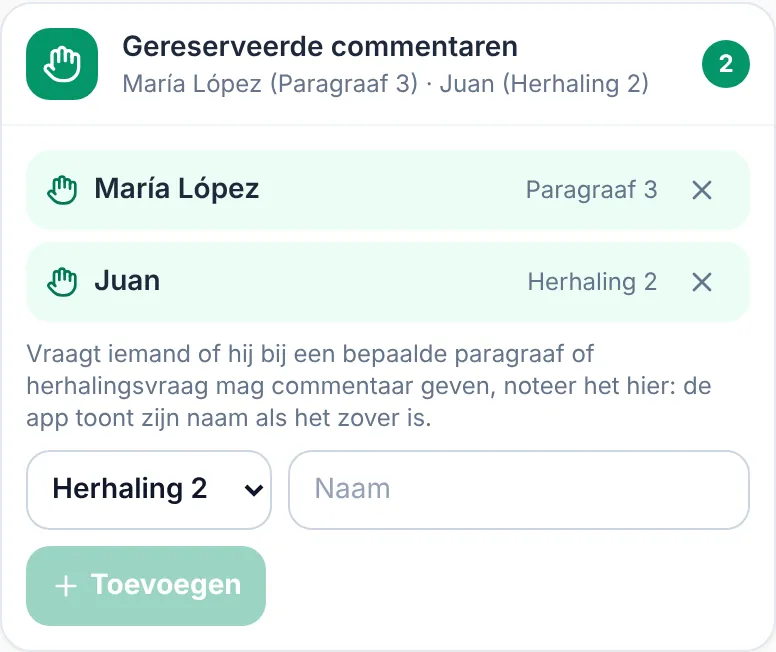 Gereserveerde commentaren
María López (Paragraaf 3) · Juan (Herhaling 2)
2
María López
Paragraaf 3
Juan
Herhaling 2
Vraagt iemand of hij bij een bepaalde paragraaf of
herhalingsvraag mag commentaar geven, noteer het hier: de
app toont zijn naam als het zover is.
Herhaling 2
Naam
+ Toevoegen